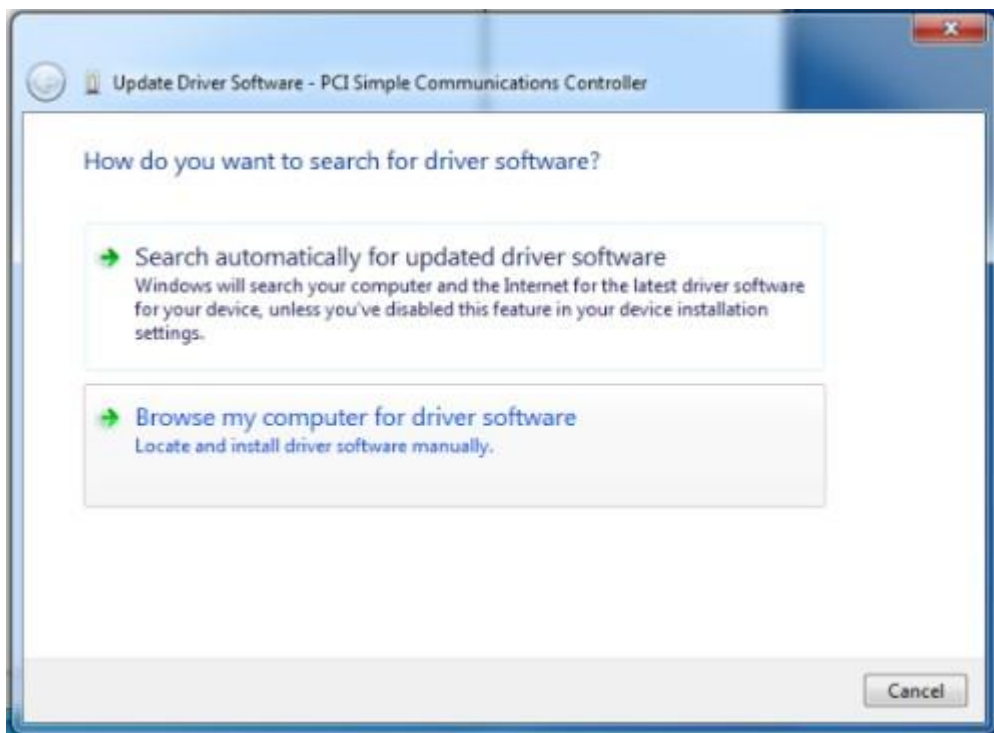 Update Driver Software - PCI Simple Communications Controller
How do you want to search for driver software?
Search automatically for updated driver software
Windows will search your computer and the Internet for the latest driver software
for your device, unless you've disabled this feature in your device installation
settings.
Browse my computer for driver software
Locate and install driver software manually.
Cancel